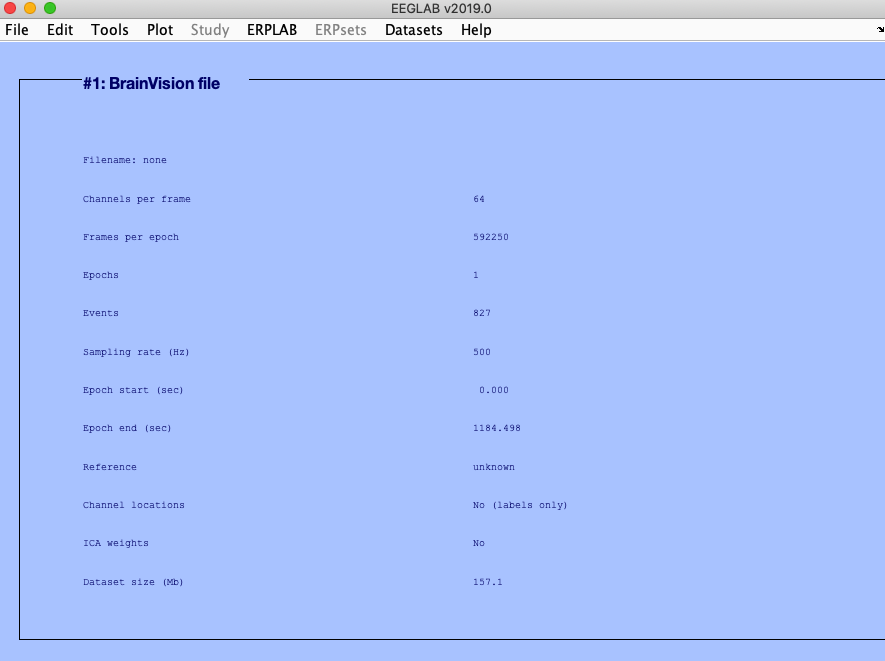 EEGLAB v2019.0
File Edit Tools Plot Study ERPLAB ERPsets Datasets Help
#1: BrainVision file
Filename: none
Channels per frame 64
Frames per epoch 592250
Epochs 1
Events 827
Sampling rate (Hz) 500
Epoch start (sec) 0.000
Epoch end (sec) 1184.498
Reference unknown
Channel locations No (labels only)
ICA weights No
Dataset size (Mb) 157.1